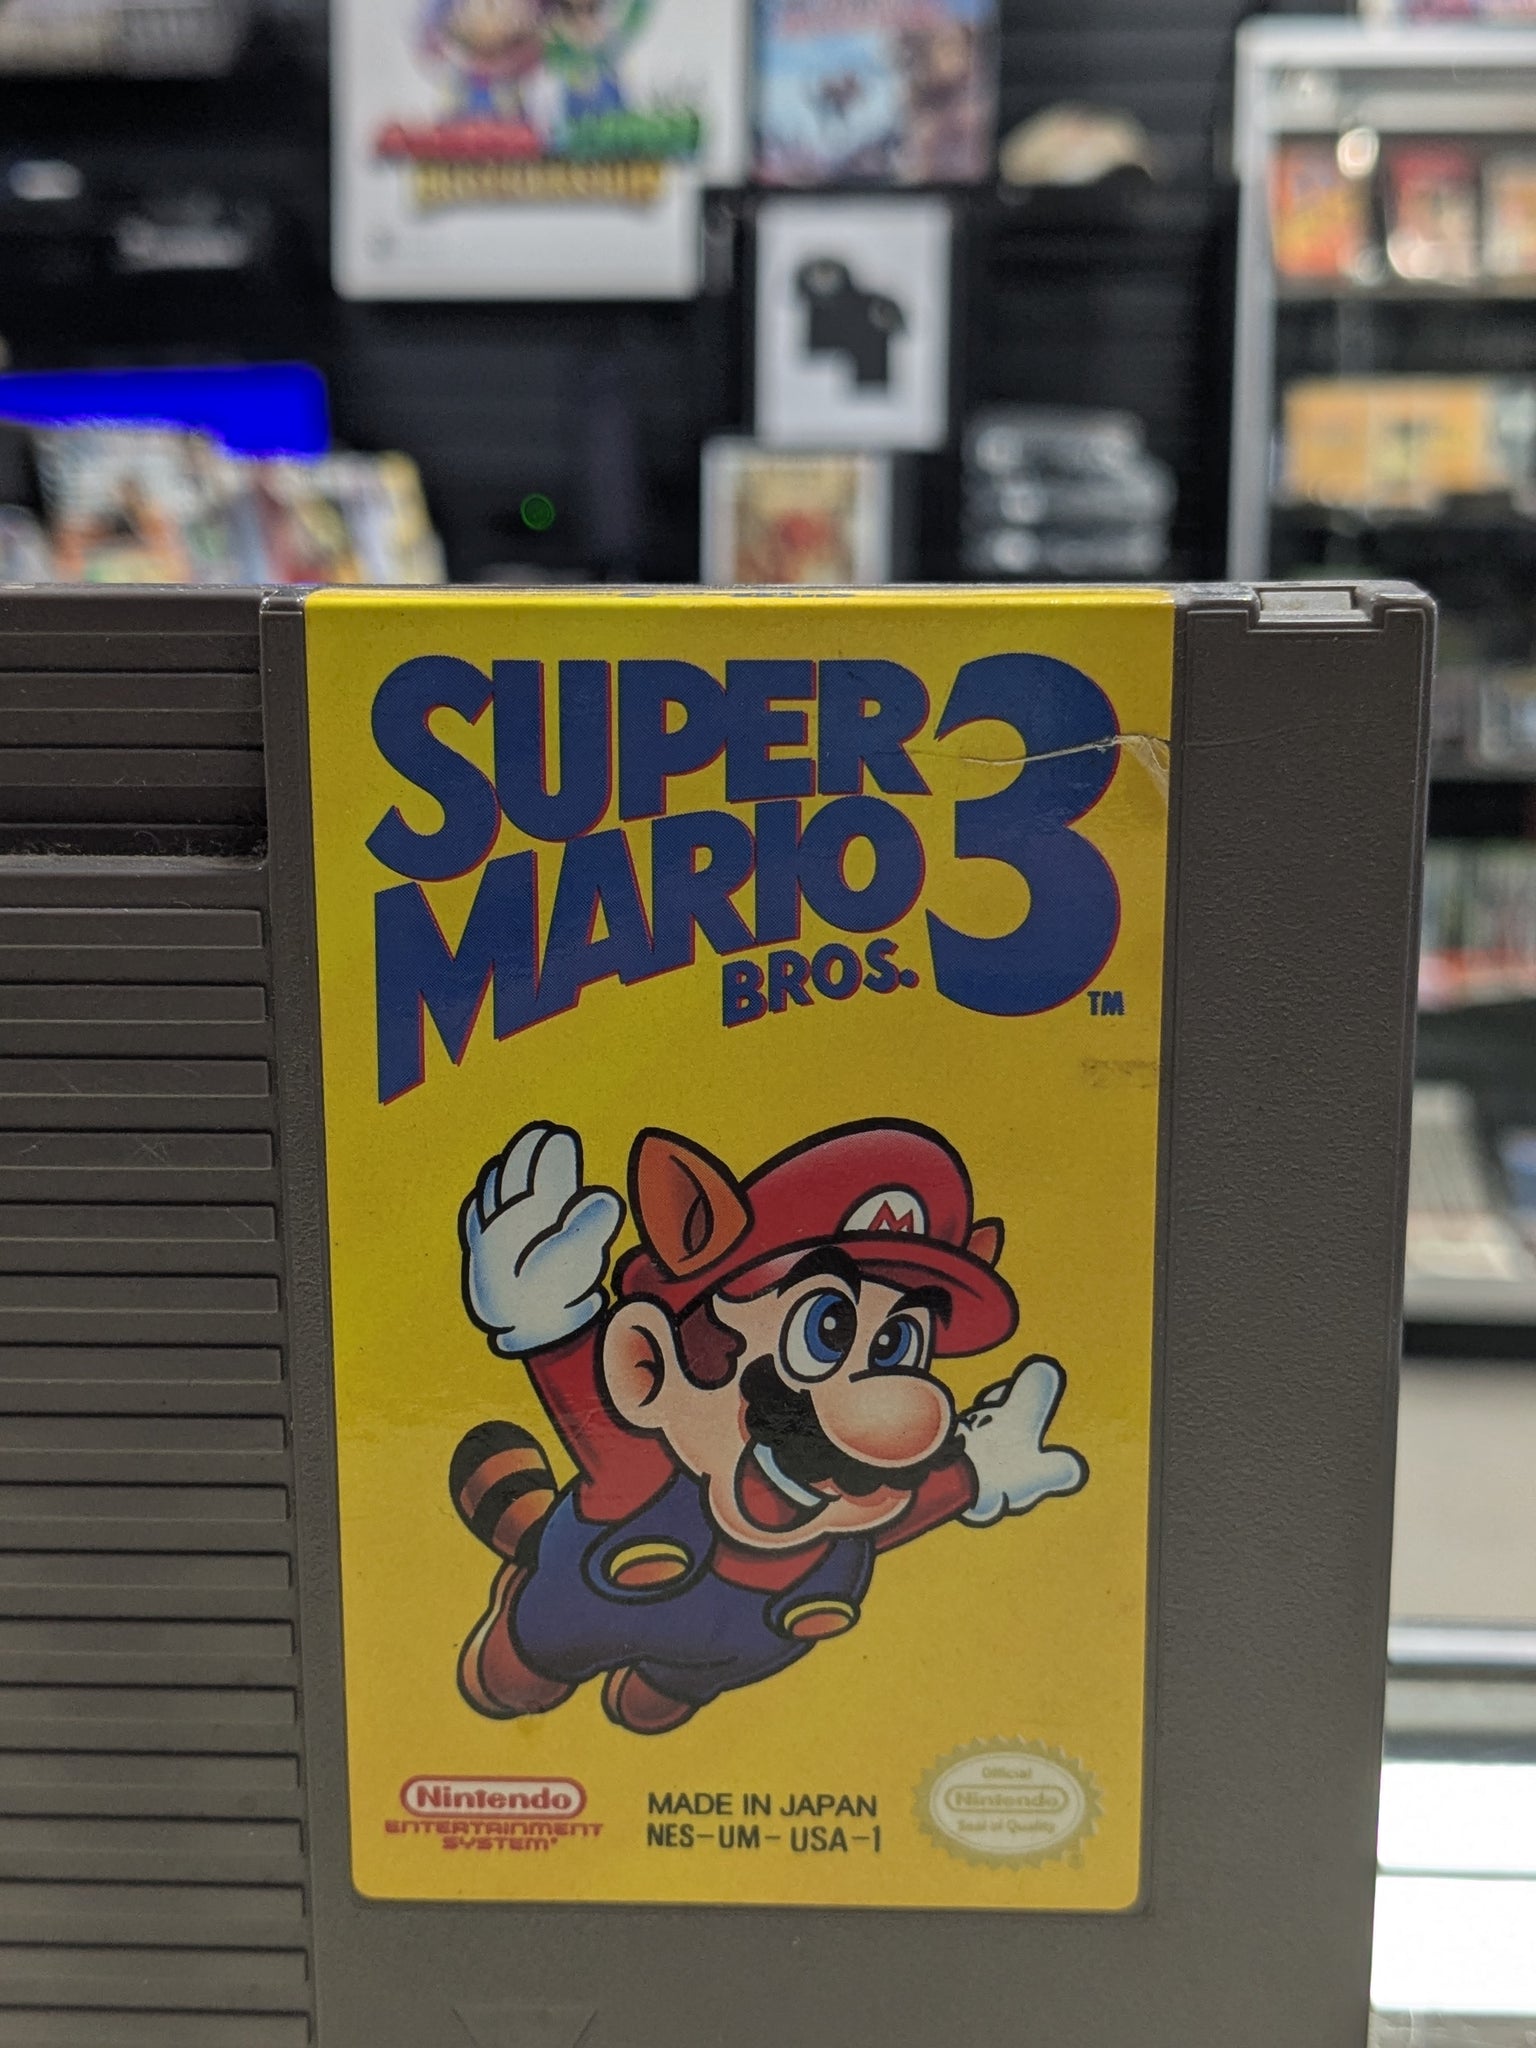 SUPER
MARIO
BROS. 3 TM
M
Nintendo
ENTERTAINMENT
SYSTEM
MADE IN JAPAN
NES-UM-USA-1
Official
Nintendo
Seal of Quality